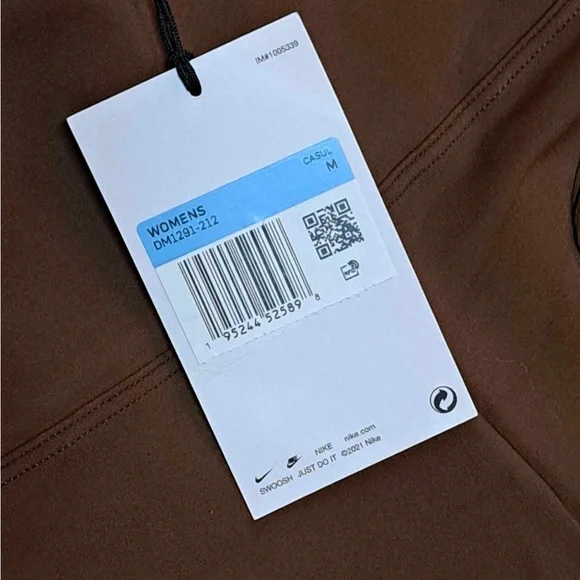 IM#1005339
CASUL
M
WOMENS
DM1291-212
1 95244 52589 8
RFID
NIKE nike.com
SWOOSH JUST DO IT ©2021 Nike